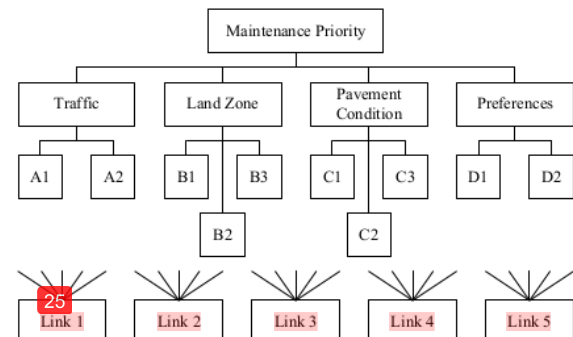 Maintenance Priority
Traffic
Land Zone
Pavement
Condition
Preferences
A1
A2
B1
B3
C1
C3
D1
D2
B2
C2
25
Link 1
Link 2
Link 3
Link 4
Link 5